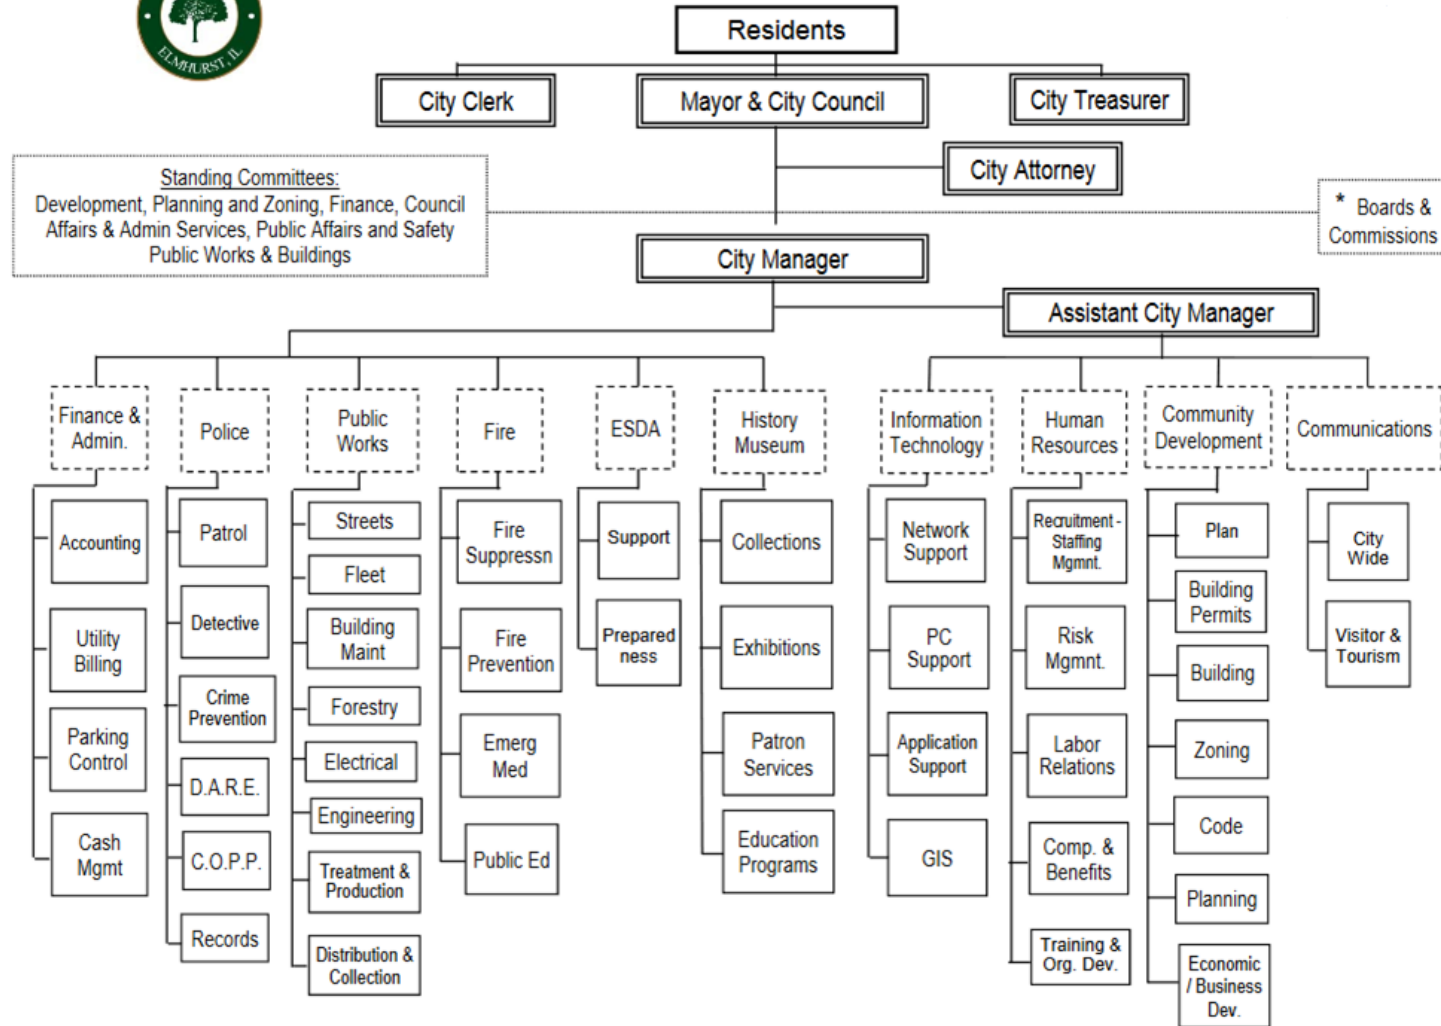 ELMHURST, IL
Residents
City Clerk
Mayor & City Council
City Treasurer
City Attorney
Standing Committees:
Development, Planning and Zoning, Finance, Council
Affairs & Admin Services, Public Affairs and Safety
Public Works & Buildings
* Boards &
Commissions
City Manager
Assistant City Manager
Finance &
Admin.
Police
Public
Works
Fire
ESDA
History
Museum
Information
Technology
Human
Resources
Community
Development
Communications
Accounting
Utility
Billing
Parking
Control
Cash
Mgmt
Patrol
Detective
Crime
Prevention
D.A.R.E.
C.O.P.P.
Records
Streets
Fleet
Building
Maint
Forestry
Electrical
Engineering
Treatment &
Production
Distribution &
Collection
Fire
Suppressn
Fire
Prevention
Emerg
Med
Public Ed
Support
Prepared
ness
Collections
Exhibitions
Patron
Services
Education
Programs
Network
Support
PC
Support
Application
Support
GIS
Recruitment -
Staffing
Mgmnt.
Risk
Mgmnt.
Labor
Relations
Comp. &
Benefits
Training &
Org. Dev.
Plan
Building
Permits
Building
Zoning
Code
Planning
Economic
/ Business
Dev.
City
Wide
Visitor &
Tourism